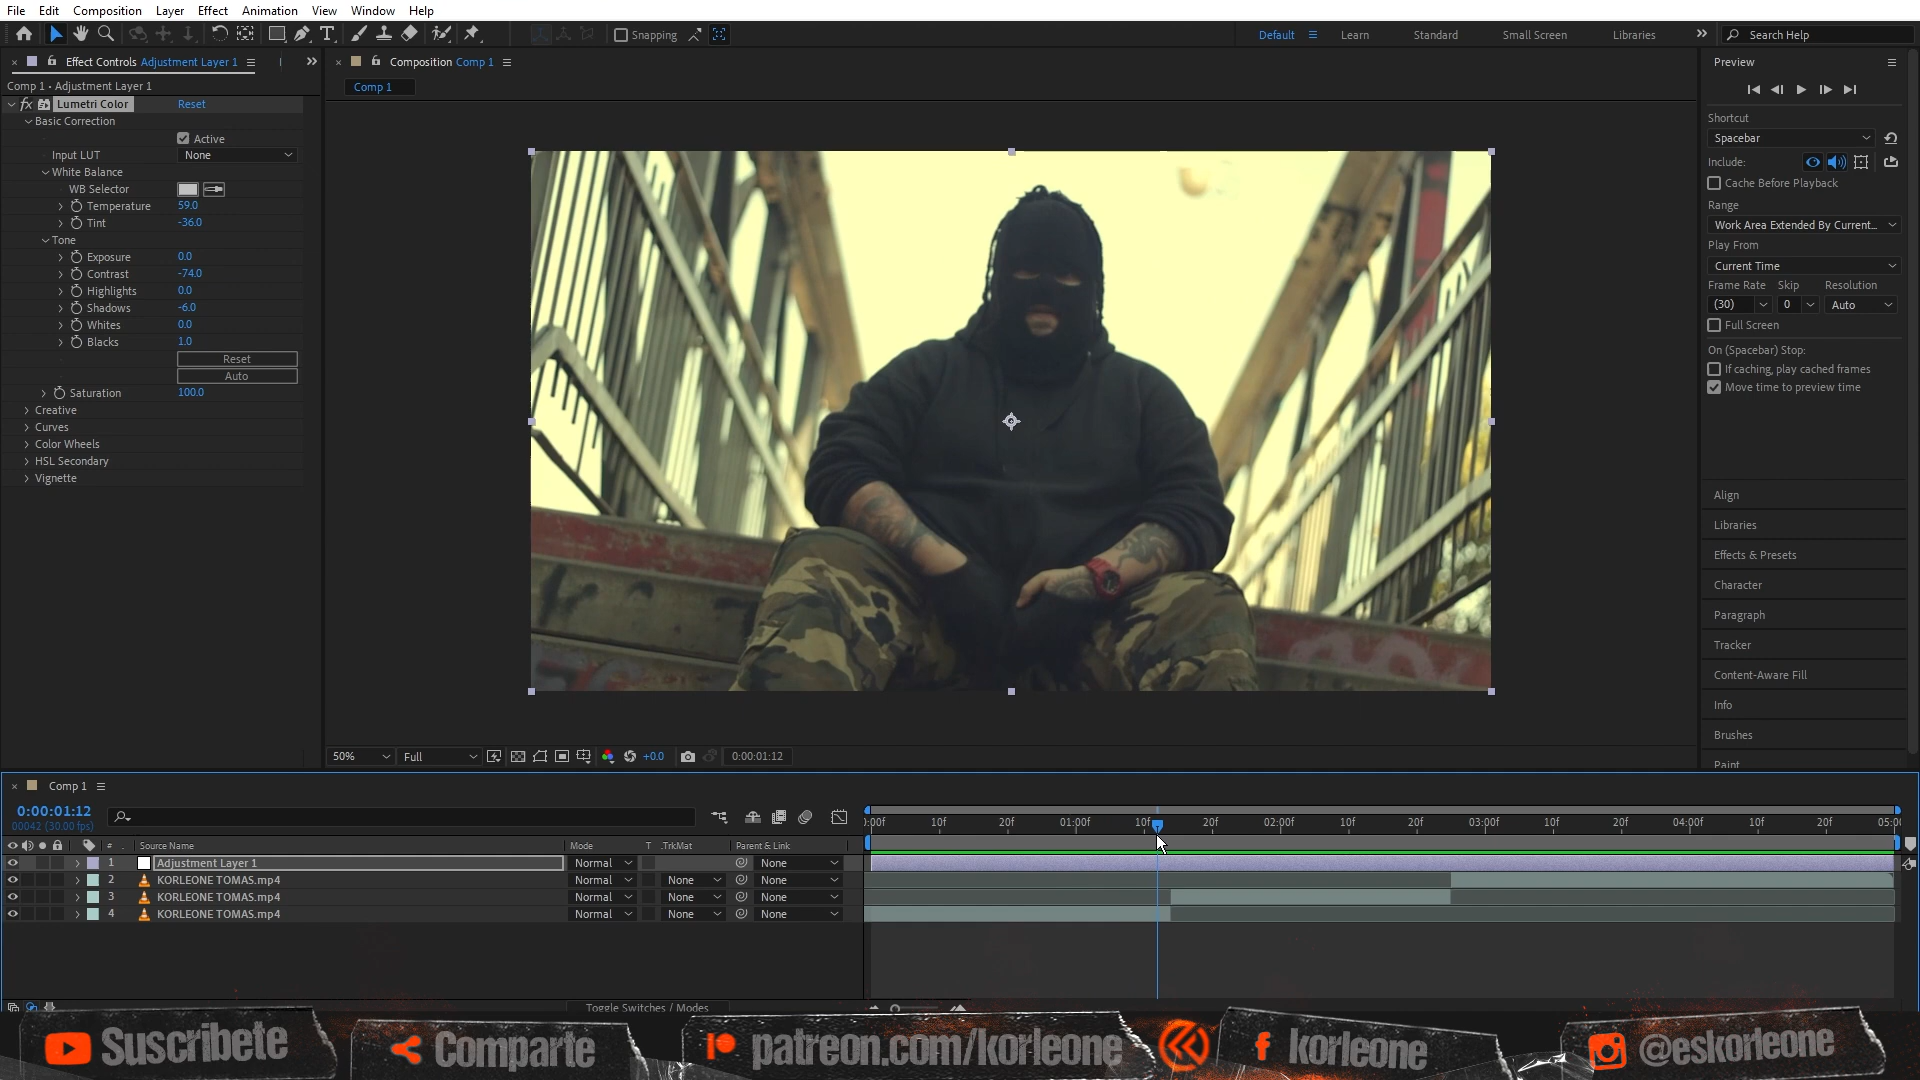 File Edit Composition Layer Effect Animation View Window Help
Snapping
Default Learn Standard Small Screen Libraries Search Help
Effect Controls Adjustment Layer 1
Comp 1 • Adjustment Layer 1
fx Lumetri Color Reset
Basic Correction
Active
Input LUT None
White Balance
WB Selector
Temperature 59.0
Tint -36.0
Tone
Exposure 0.0
Contrast -74.0
Highlights 0.0
Shadows -6.0
Whites 0.0
Blacks 1.0
Reset
Auto
Saturation 100.0
Creative
Curves
Color Wheels
HSL Secondary
Vignette
Composition Comp 1
Comp 1
50% Full +0.0 0:00:01:12
Preview
Shortcut
Spacebar
Include:
Cache Before Playback
Range
Work Area Extended By Current...
Play From
Current Time
Frame Rate Skip Resolution
(30) 0 Auto
Full Screen
On (Spacebar) Stop:
If caching, play cached frames
Move time to preview time
Align
Libraries
Effects & Presets
Character
Paragraph
Tracker
Content-Aware Fill
Info
Brushes
Paint
Comp 1
0:00:01:12
00042 (30.00 fps)
:00f 10f 20f 01:00f 10f 20f 02:00f 10f 20f 03:00f 10f 20f 04:00f 10f 20f 05:00
# . Source Name Mode T .TrkMat Parent & Link
1 Adjustment Layer 1 Normal None
2 KORLEONE TOMAS.mp4 Normal None None
3 KORLEONE TOMAS.mp4 Normal None None
4 KORLEONE TOMAS.mp4 Normal None None
Toggle Switches / Modes
Suscribete Comparte patreon.com/korleone korleone @eskorleone